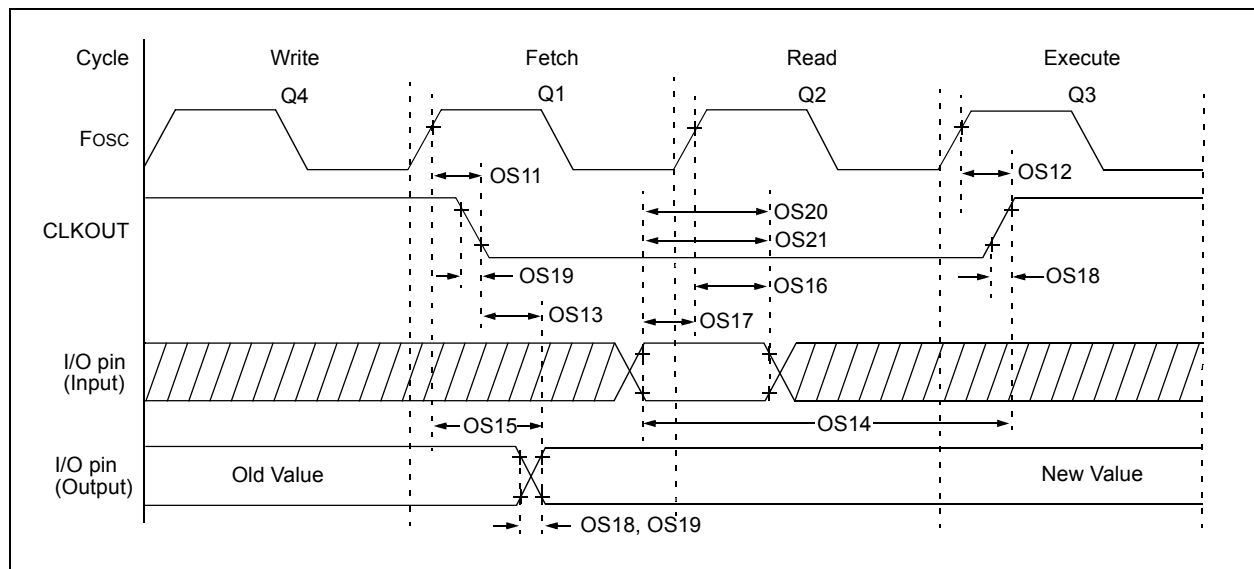 Cycle Write Fetch Read Execute
Q4 Q1 Q2 Q3
FOSC
OS11 OS12
OS20
CLKOUT
OS21
OS19 OS16 OS18
OS13 OS17
I/O pin
(Input)
OS15 OS14
I/O pin
(Output)
Old Value New Value
OS18, OS19